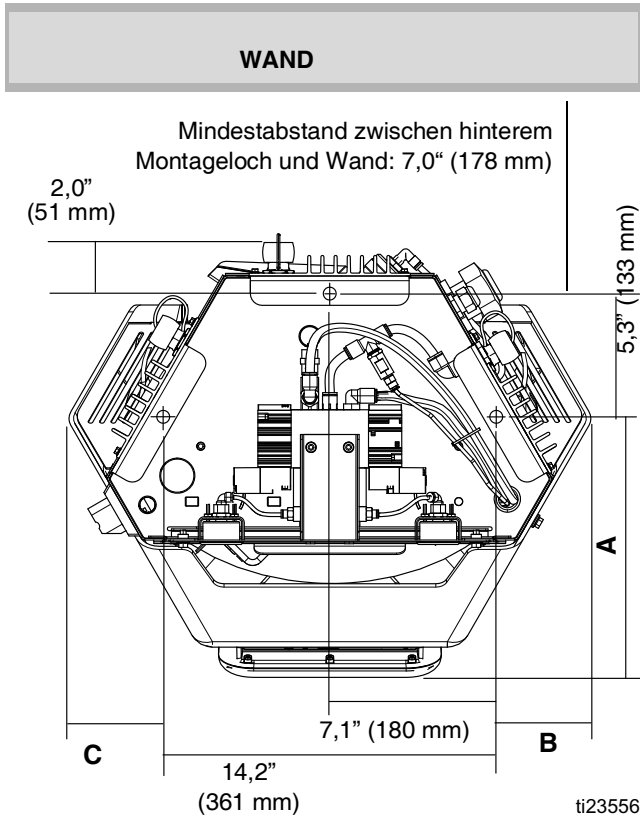 WAND
Mindestabstand zwischen hinterem
Montageloch und Wand: 7,0“ (178 mm)
2,0”
(51 mm)
5,3” (133 mm)
A
7,1” (180 mm)
B
C
14,2”
(361 mm)
ti23556